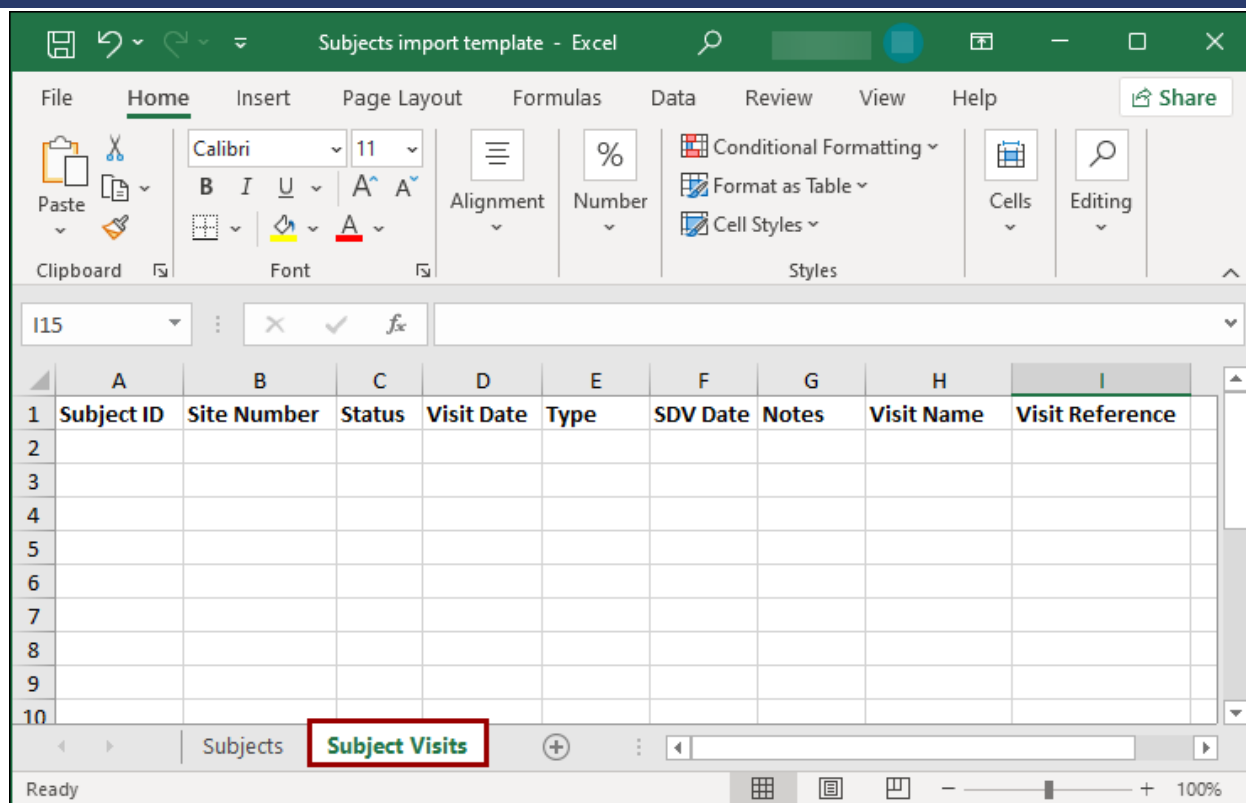 Subjects import template - Excel
File Home Insert Page Layout Formulas Data Review View Help Share
Paste
Clipboard
Calibri 11
B I U A A
A
Font
Alignment
%
Number
Conditional Formatting
Format as Table
Cell Styles
Styles
Cells
Editing
I15 fx
A B C D E F G H I
1 Subject ID Site Number Status Visit Date Type SDV Date Notes Visit Name Visit Reference
2
3
4
5
6
7
8
9
10
Subjects Subject Visits
Ready 100%